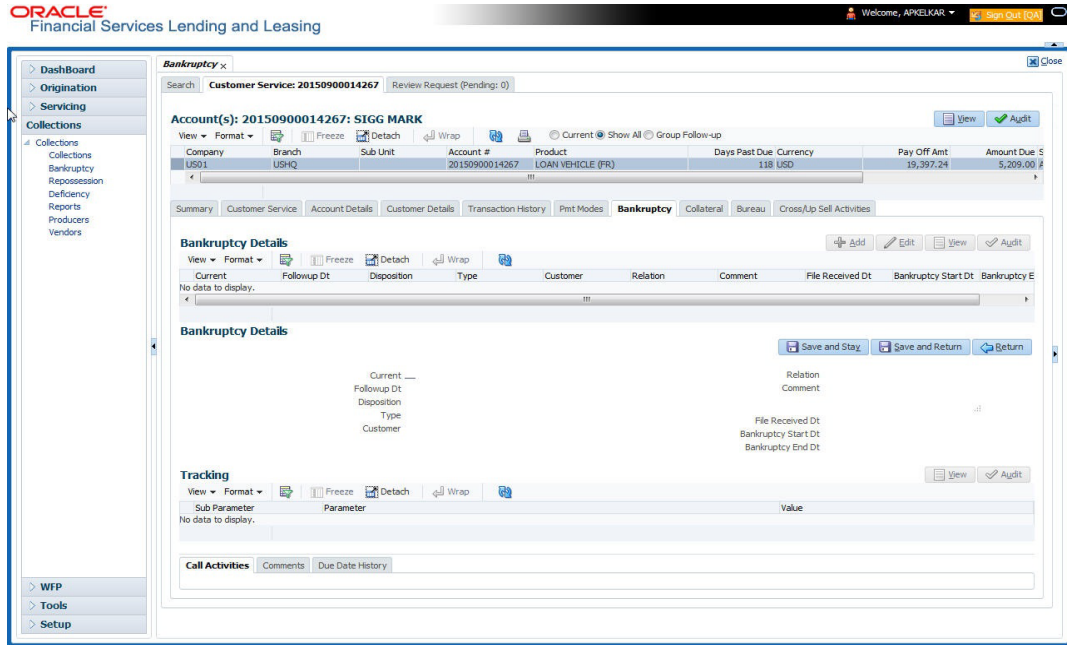 ORACLE
Financial Services Lending and Leasing
Welcome, APKELKAR
Sign Out [QA]
DashBoard
Origination
Servicing
Collections
Collections
Collections
Bankruptcy
Repossession
Deficiency
Reports
Producers
Vendors
WFP
Tools
Setup
Bankruptcy x
Close
Search Customer Service: 20150900014267 Review Request (Pending: 0)
Account(s): 20150900014267: SIGG MARK
View Audit
View Format Freeze Detach Wrap Current Show All Group Follow-up
Company Branch Sub Unit Account # Product Days Past Due Currency Pay Off Amt Amount Due S
US01 USHQ 20150900014267 LOAN VEHICLE (FR) 118 USD 19,397.24 5,209.00 A
Summary Customer Service Account Details Customer Details Transaction History Pmt Modes Bankruptcy Collateral Bureau Cross/Up Sell Activities
Bankruptcy Details
Add Edit View Audit
View Format Freeze Detach Wrap
Current Followup Dt Disposition Type Customer Relation Comment File Received Dt Bankruptcy Start Dt Bankruptcy E
No data to display.
Bankruptcy Details
Save and Stay Save and Return Return
Current
Followup Dt
Disposition
Type
Customer
Relation
Comment
File Received Dt
Bankruptcy Start Dt
Bankruptcy End Dt
Tracking
View Audit
View Format Freeze Detach Wrap
Sub Parameter Parameter Value
No data to display.
Call Activities Comments Due Date History